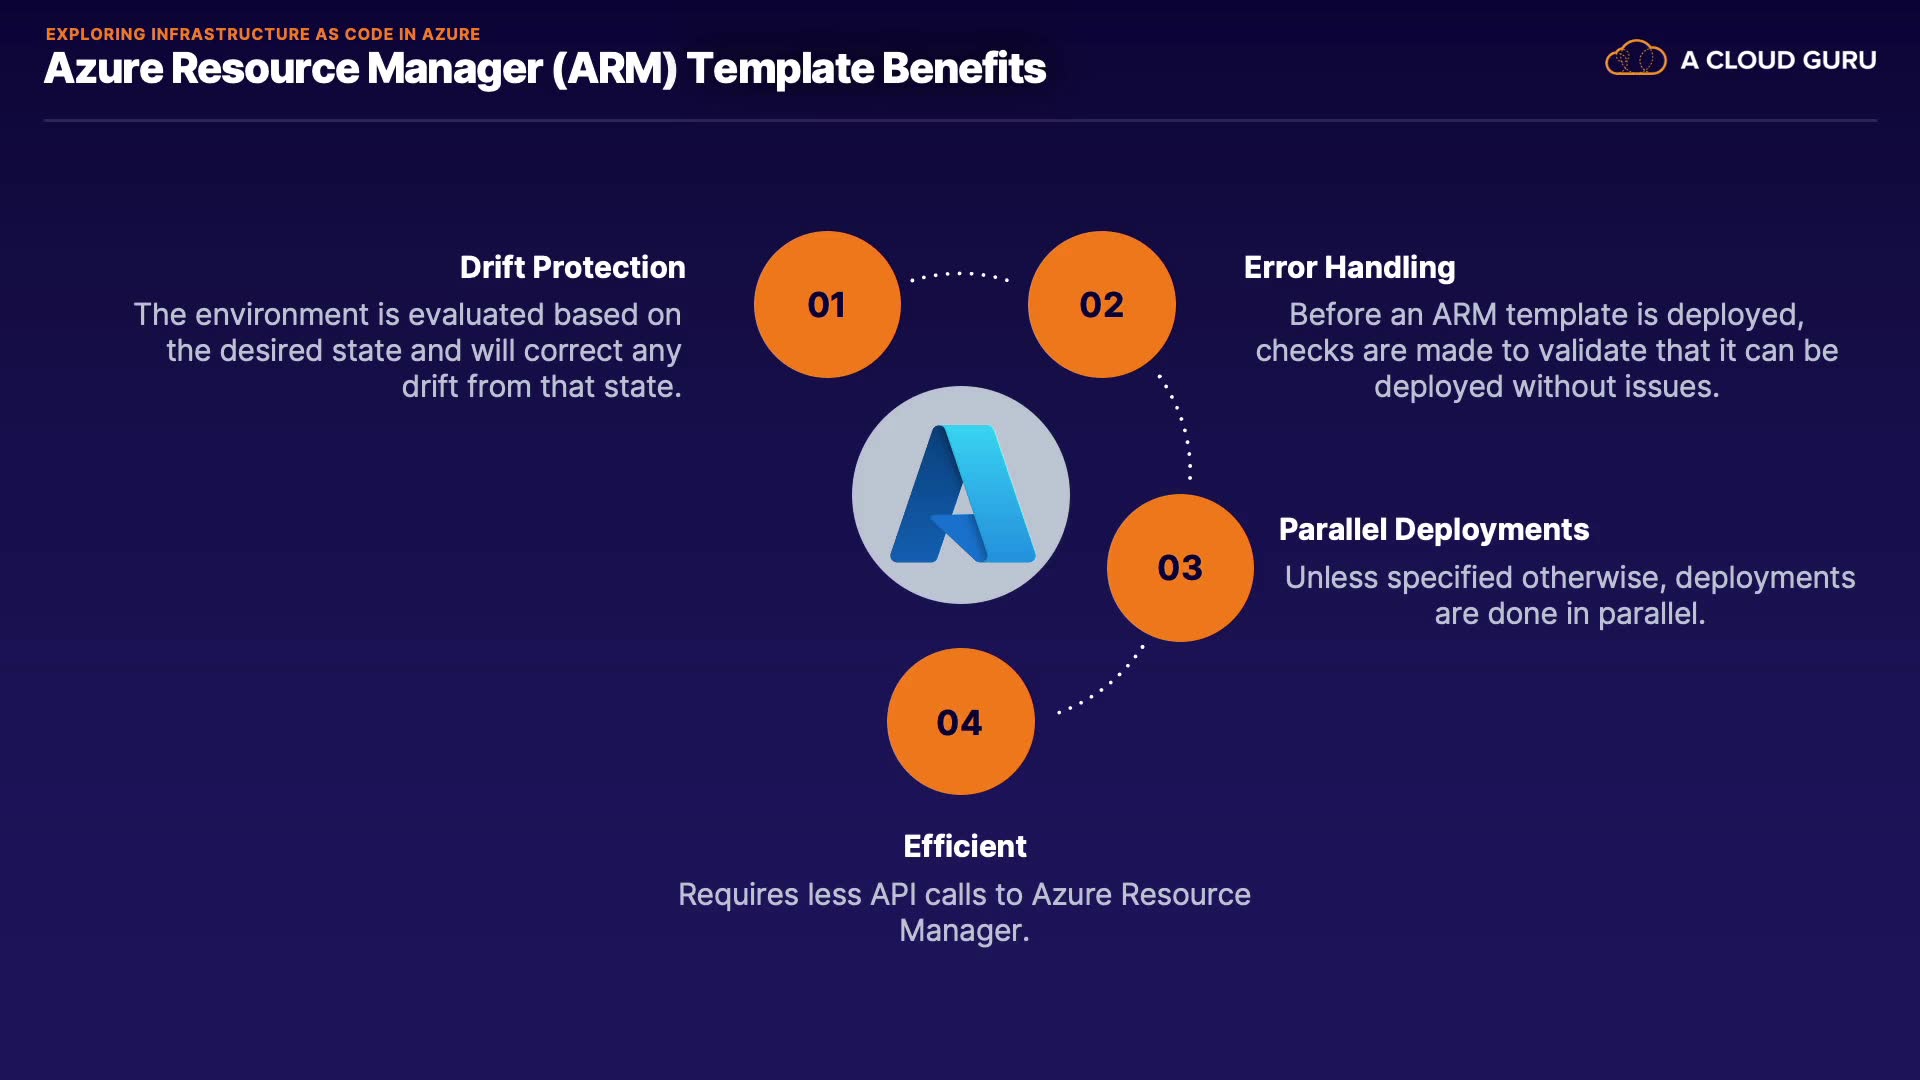 EXPLORING INFRASTRUCTURE AS CODE IN AZURE
Azure Resource Manager (ARM) Template Benefits
A CLOUD GURU
01
Drift Protection
The environment is evaluated based on
the desired state and will correct any
drift from that state.
02
Error Handling
Before an ARM template is deployed,
checks are made to validate that it can be
deployed without issues.
03
Parallel Deployments
Unless specified otherwise, deployments
are done in parallel.
04
Efficient
Requires less API calls to Azure Resource
Manager.